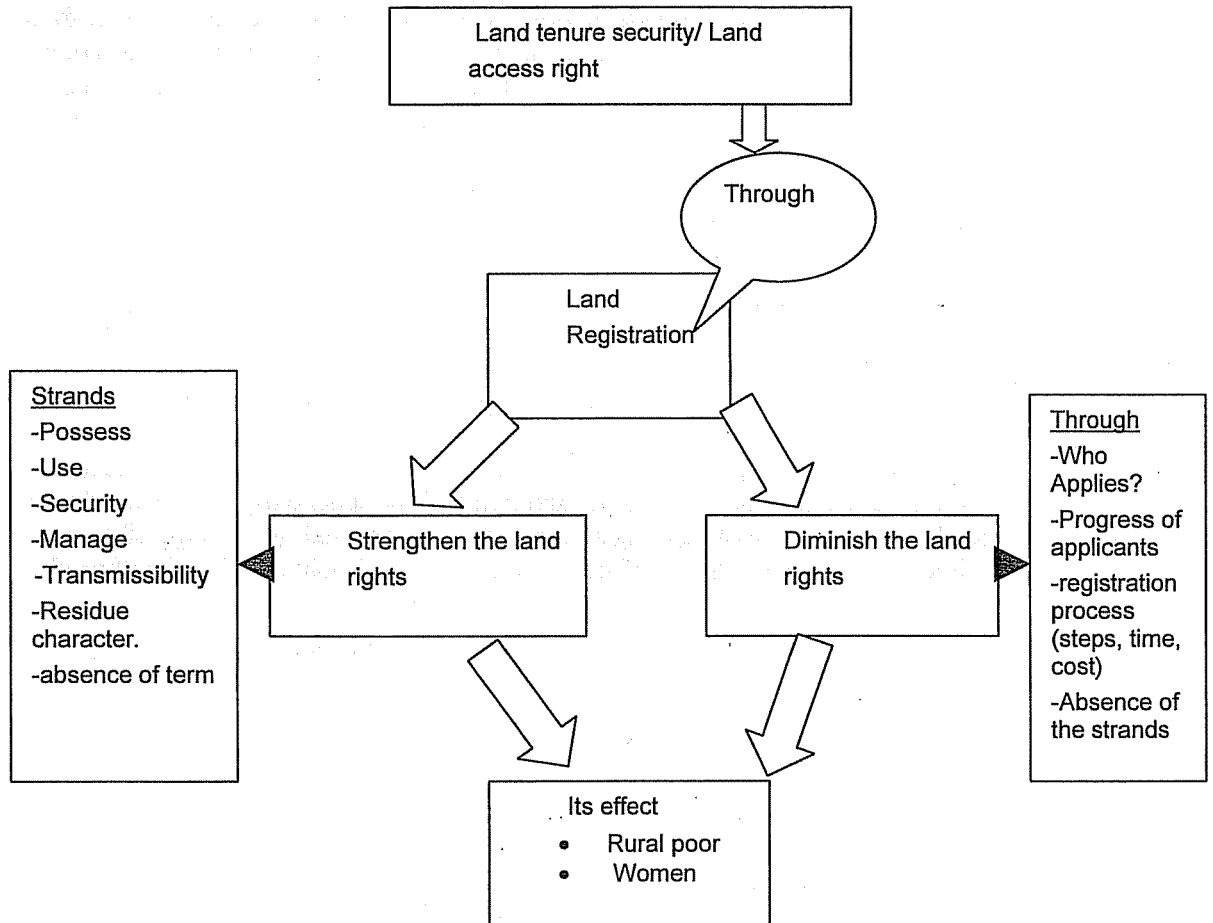 Land tenure security/ Land
access right
Through
Land
Registration
Strands
-Possess
-Use
-Security
-Manage
-Transmissibility
-Residue
character.
-absence of term
Strengthen the land
rights
Diminish the land
rights
Through
-Who
Applies?
-Progress of
applicants
-registration
process
(steps, time,
cost)
-Absence of
the strands
Its effect
• Rural poor
• Women